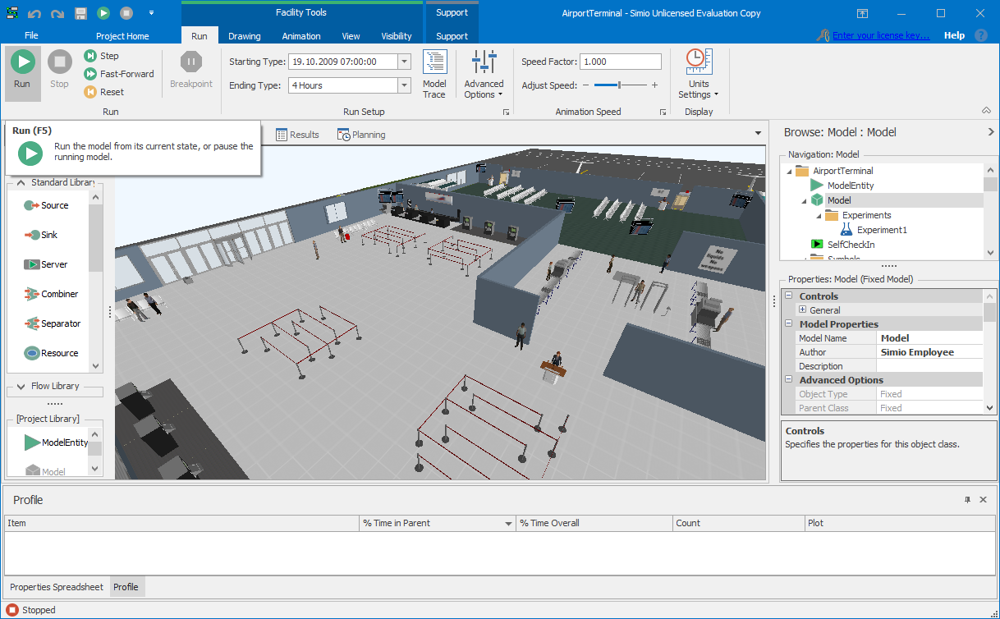 Facility Tools
Support
AirportTerminal - Simio Unlicensed Evaluation Copy
File
Project Home
Run
Drawing
Animation
View
Visibility
Support
Enter your license key...
Help
Run
Stop
Step
Fast-Forward
Reset
Run
Breakpoint
Starting Type:
19.10.2009 07:00:00
Ending Type:
4 Hours
Model
Trace
Advanced
Options
Run Setup
Speed Factor:
1.000
Adjust Speed:
Animation Speed
Units
Settings
Display
Run (F5)
Run the model from its current state, or pause the
running model.
Results
Planning
Standard Library
Source
Sink
Server
Combiner
Separator
Resource
Flow Library
[Project Library]
ModelEntity
Model
No
liquids
No
weapons
Browse: Model : Model
Navigation: Model
AirportTerminal
ModelEntity
Model
Experiments
Experiment1
SelfCheckIn
Symbols
Properties: Model (Fixed Model)
Controls
General
Model Properties
Model Name
Model
Author
Simio Employee
Description
Advanced Options
Object Type
Fixed
Parent Class
Fixed
Controls
Specifies the properties for this object class.
Profile
Item
% Time in Parent
% Time Overall
Count
Plot
Properties Spreadsheet
Profile
Stopped